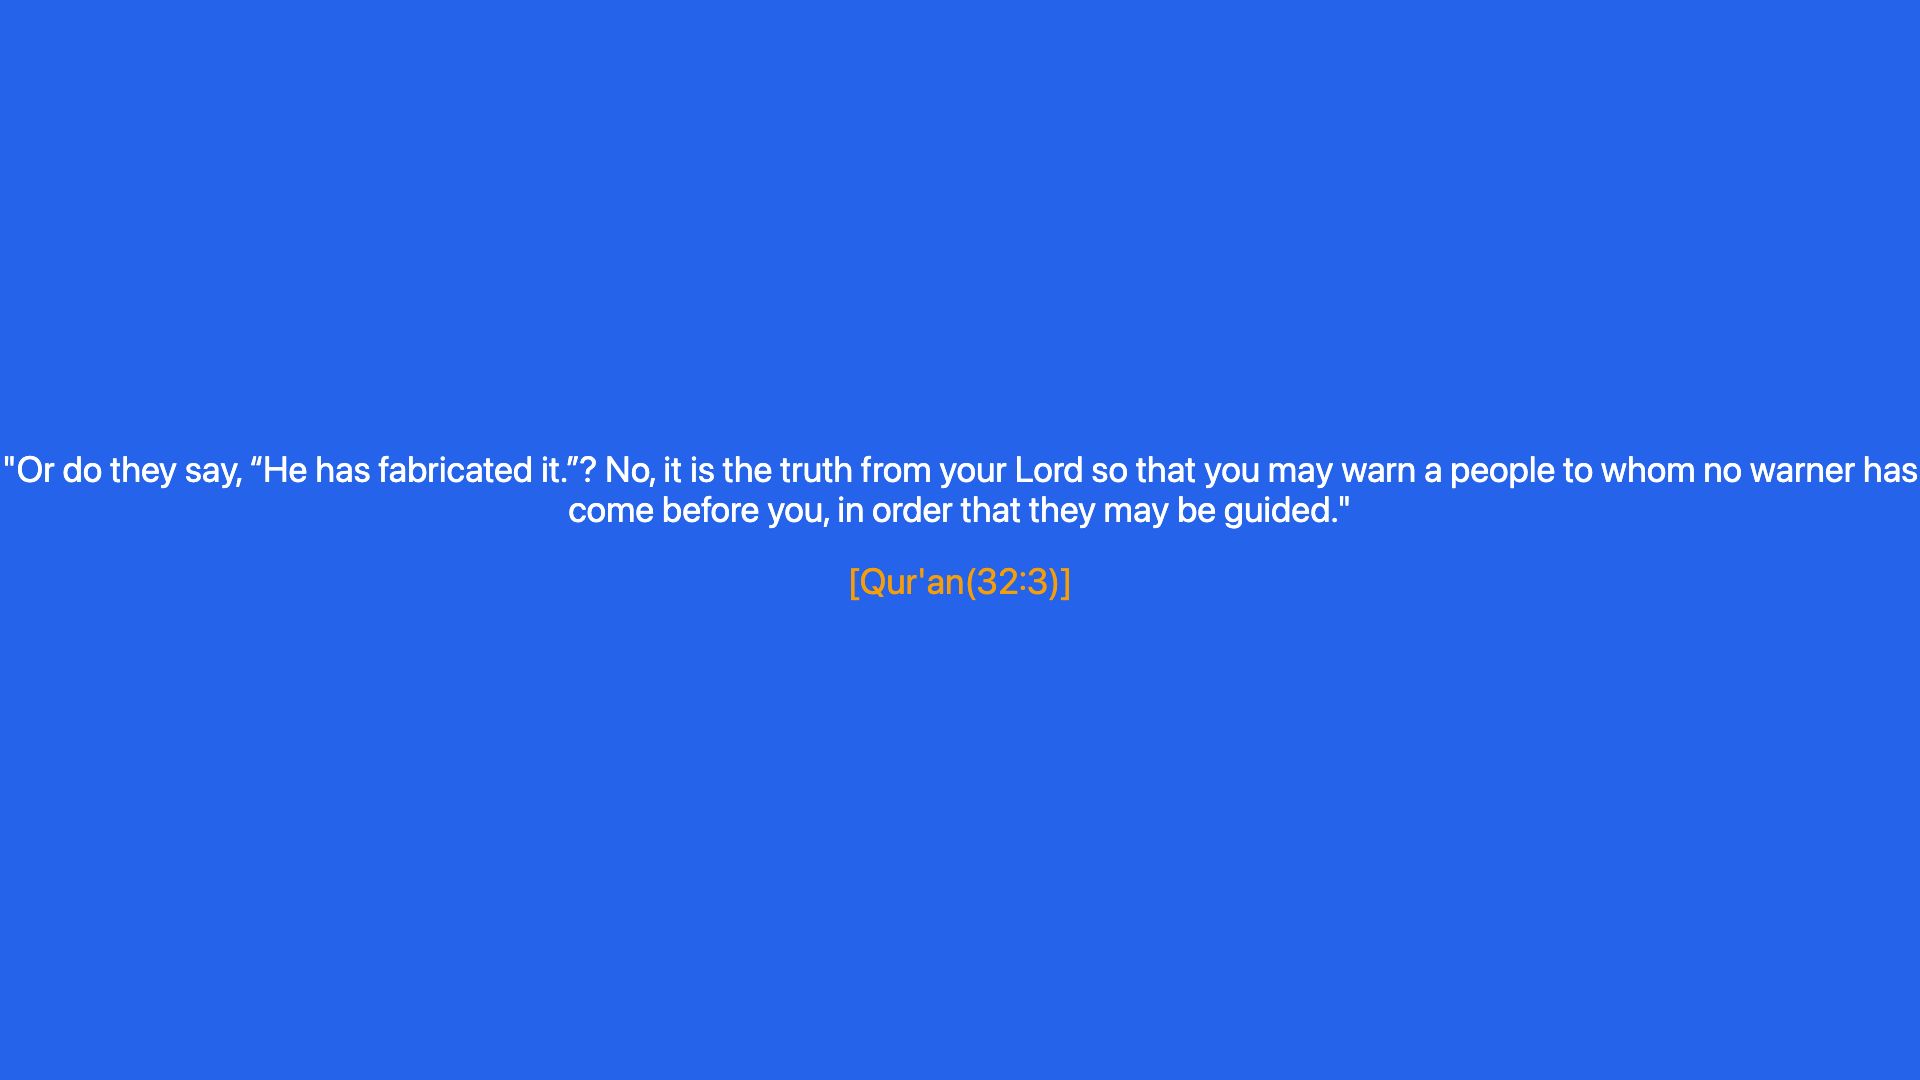 "Or do they say, “He has fabricated it.”? No, it is the truth from your Lord so that you may warn a people to whom no warner has
come before you, in order that they may be guided."
[Qur'an(32:3)]